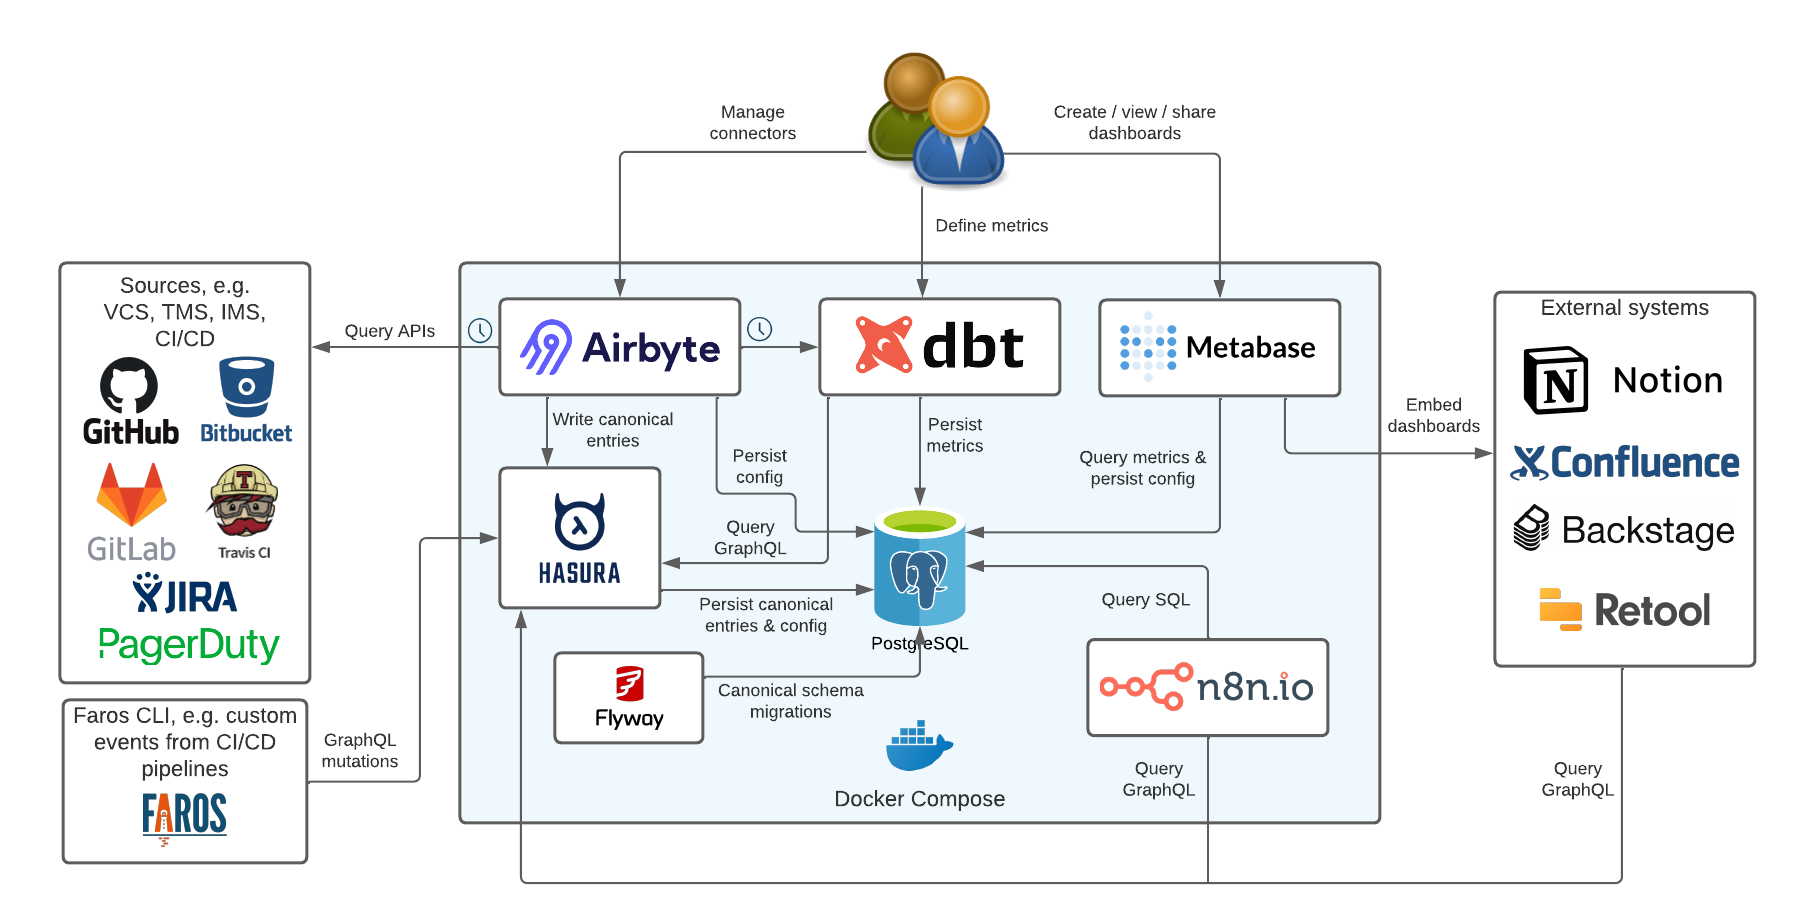 Manage
connectors
Create / view / share
dashboards
Define metrics
Sources, e.g.
VCS, TMS, IMS,
CI/CD
GitHub
Bitbucket
GitLab
Travis CI
JIRA
PagerDuty
Query APIs
Airbyte
dbt
Metabase
External systems
N Notion
Confluence
Backstage
Retool
Embed
dashboards
Write canonical
entries
Persist
config
Persist
metrics
Query metrics &
persist config
HASURA
Query
GraphQL
Persist canonical
entries & config
PostgreSQL
Query SQL
Flyway
Canonical schema
migrations
n8n.io
Faros CLI, e.g. custom
events from CI/CD
pipelines
FAROS
GraphQL
mutations
Docker Compose
Query
GraphQL
Query
GraphQL